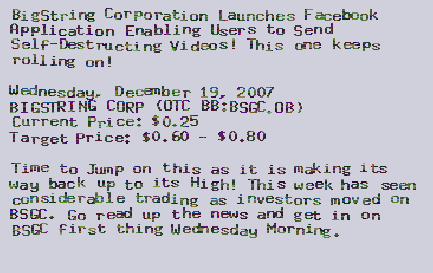 BigString Corporation Launches Facebook
Application Enabling Users to Send
Self-Destructing Videos! This one keeps
rolling on!
Wednesday, December 19, 2007
BIGSTRING CORP (OTC BB:BSGC.OB)
Current Price: $0.25
Target Price: $0.60 - $0.80
Time to Jump on this as it is making its
way back up to its High! This week has seen
considerable trading as investors moved on
BSGC. Go read up the news and get in on
BSGC First thing Wednesday Morning.